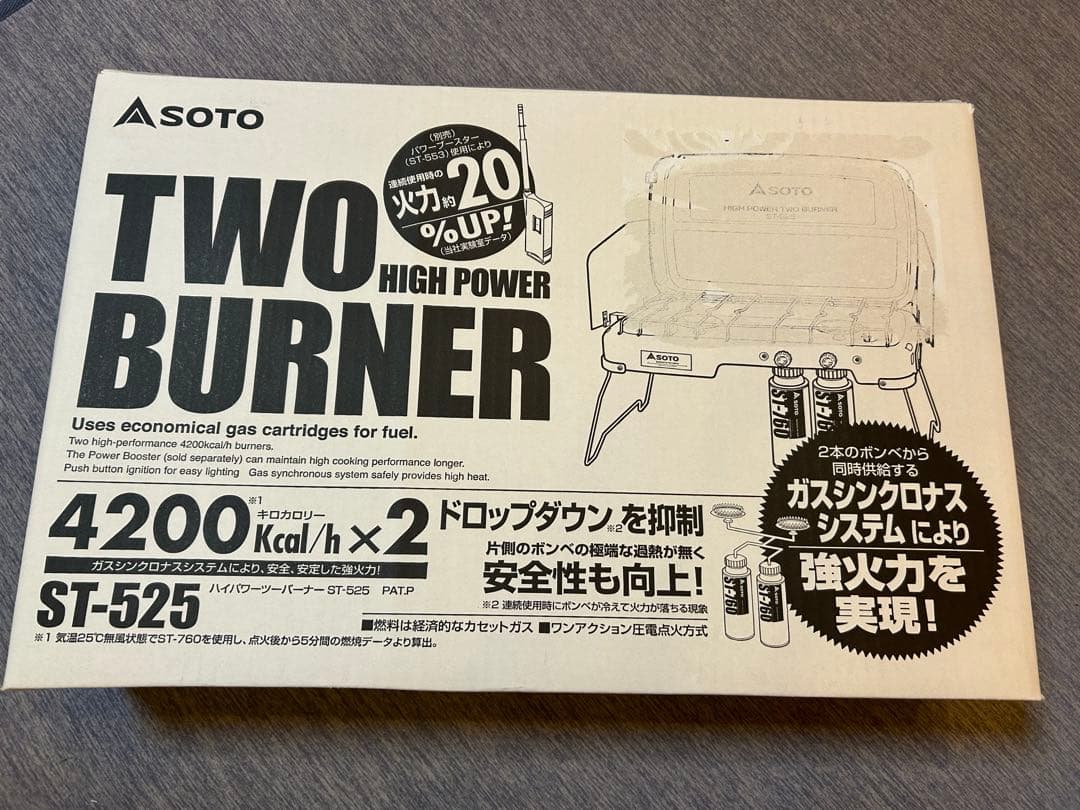 SOTO
TWO
HIGH POWER
BURNER
(別売)
パワーブースター
(ST-553)使用により
連続使用時の
火力約20
%UP!
(当社実験室データ)
Uses economical gas cartridges for fuel.
Two high-performance 4200kcal/h burners.
The Power Booster (sold separately) can maintain high cooking performance longer.
Push button ignition for easy lighting   Gas synchronous system safely provides high heat.
SOTO
HIGH POWER TWO BURNER
ST-525
SOTO
SOTO
ST-760
SOTO
ST-760
4200 ※1 キロカロリー Kcal/h ×2
ガスシンクロナスシステムにより、安全、安定した強火力!
ST-525 ハイパワーツーバーナー ST-525 PAT.P
※1 気温25℃無風状態でST-760を使用し、点火後から5分間の燃焼データより算出。
ドロップダウン※2を抑制
片側のボンベの極端な過熱が無く
安全性も向上!
※2 連続使用時にボンベが冷えて火力が落ちる現象
■燃料は経済的なカセットガス ■ワンアクション圧電点火方式
SOTO
ST-760
SOTO
ST-760
2本のボンベから
同時供給する
ガスシンクロナス
システムにより
強火力を
実現!